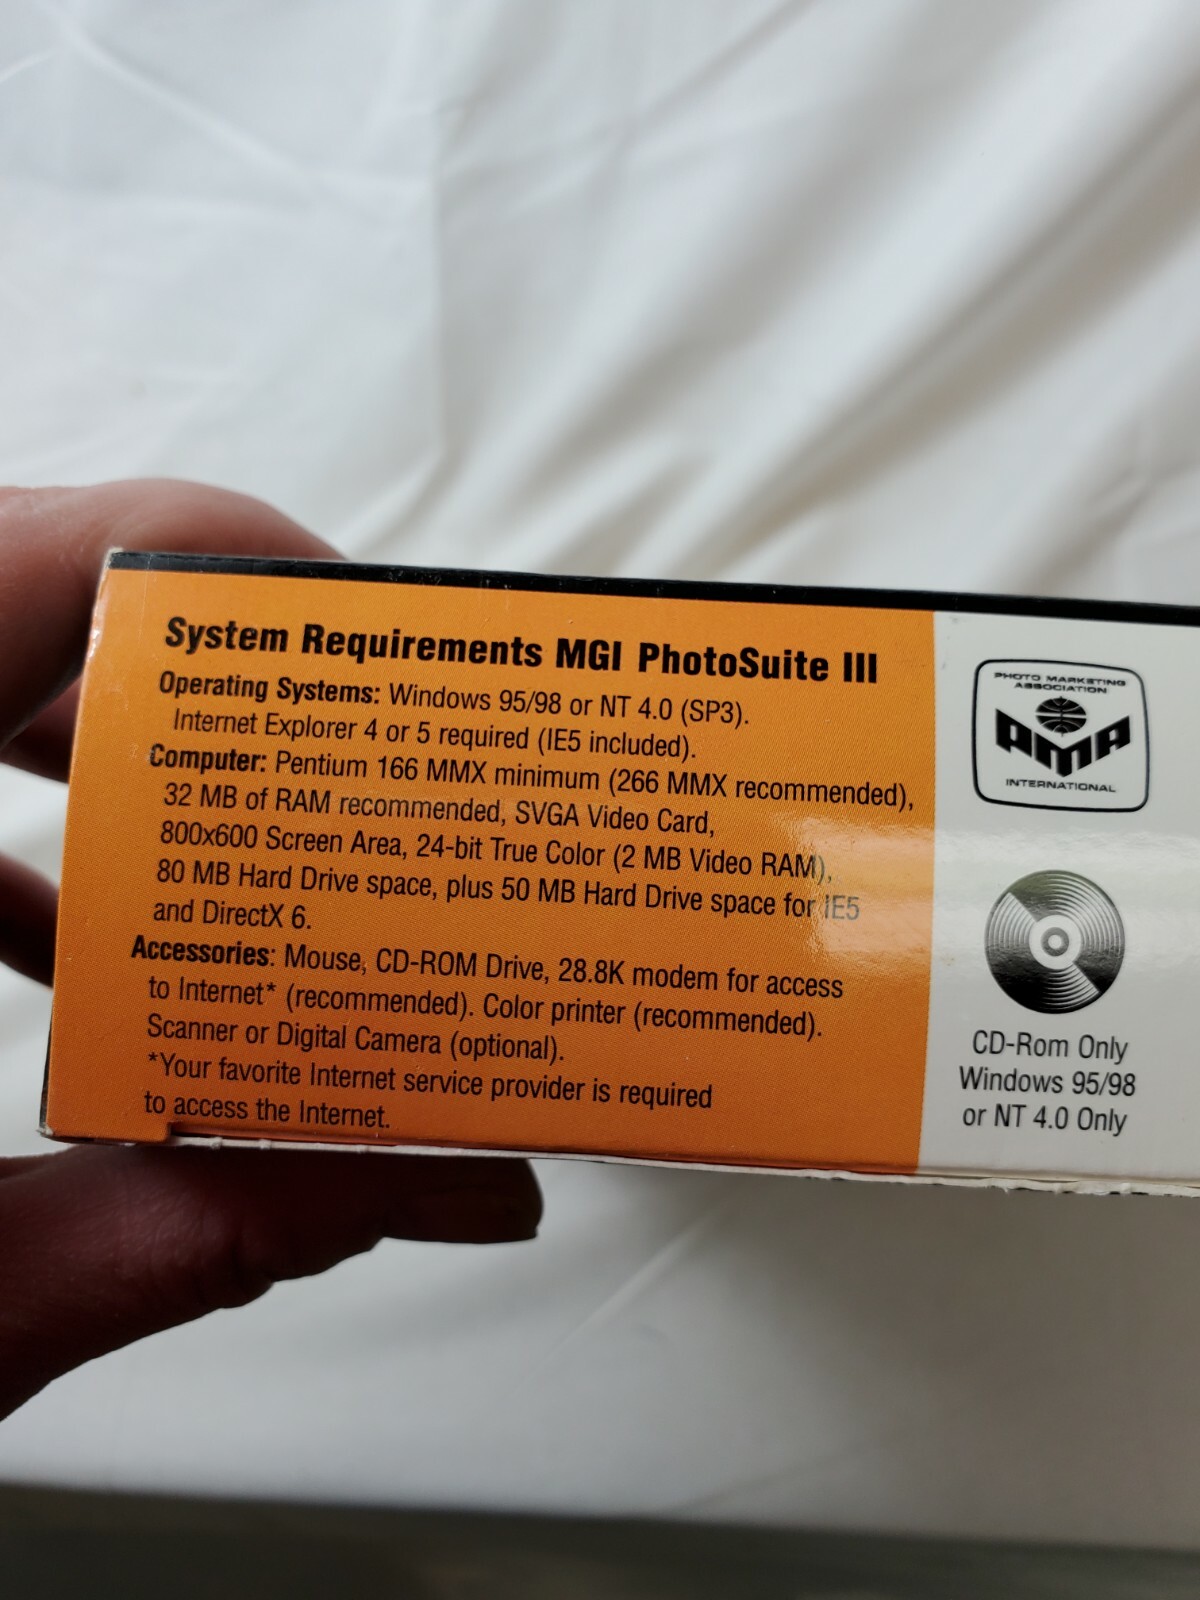 System Requirements MGI PhotoSuite III
Operating Systems: Windows 95/98 or NT 4.0 (SP3).
Internet Explorer 4 or 5 required (IE5 included).
Computer: Pentium 166 MMX minimum (266 MMX recommended),
32 MB of RAM recommended, SVGA Video Card,
800x600 Screen Area, 24-bit True Color (2 MB Video RAM),
80 MB Hard Drive space, plus 50 MB Hard Drive space for IE5
and DirectX 6.
Accessories: Mouse, CD-ROM Drive, 28.8K modem for access
to Internet* (recommended). Color printer (recommended).
Scanner or Digital Camera (optional).
*Your favorite Internet service provider is required
to access the Internet.
PHOTO MARKETING
ASSOCIATION
PMA
INTERNATIONAL
CD-Rom Only
Windows 95/98
or NT 4.0 Only